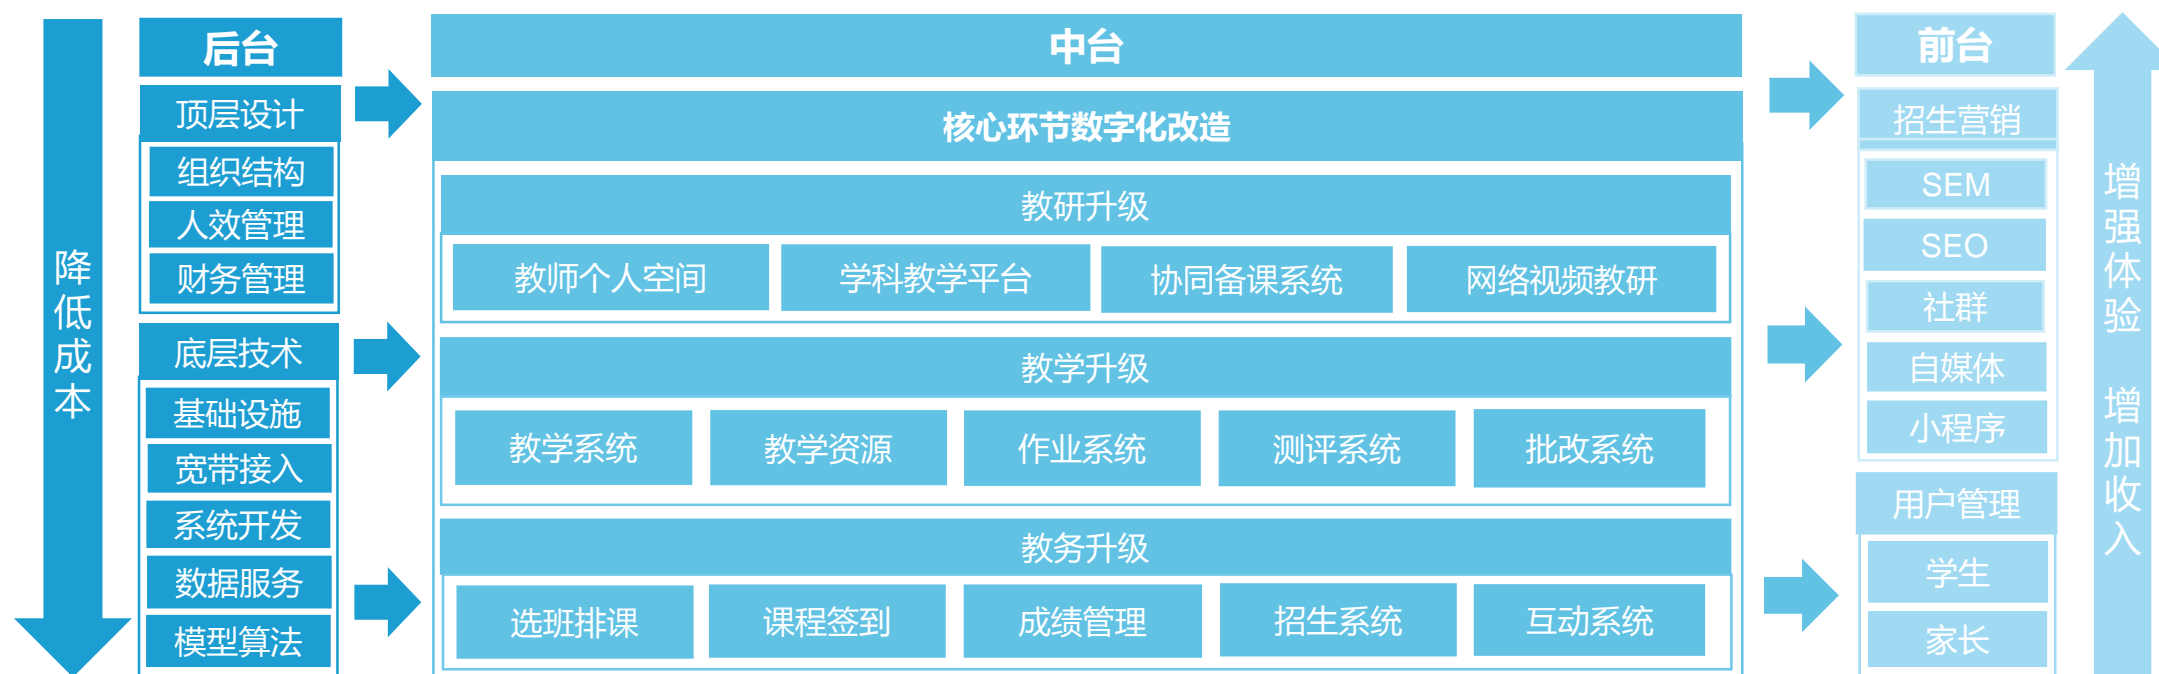 降低成本
后台
顶层设计
组织结构
人效管理
财务管理
底层技术
基础设施
宽带接入
系统开发
数据服务
模型算法
中台
核心环节数字化改造
教研升级
教师个人空间
学科教学平台
协同备课系统
网络视频教研
教学升级
教学系统
教学资源
作业系统
测评系统
批改系统
教务升级
选班排课
课程签到
成绩管理
招生系统
互动系统
前台
招生营销
SEM
SEO
社群
自媒体
小程序
用户管理
学生
家长
增强体验 增加收入